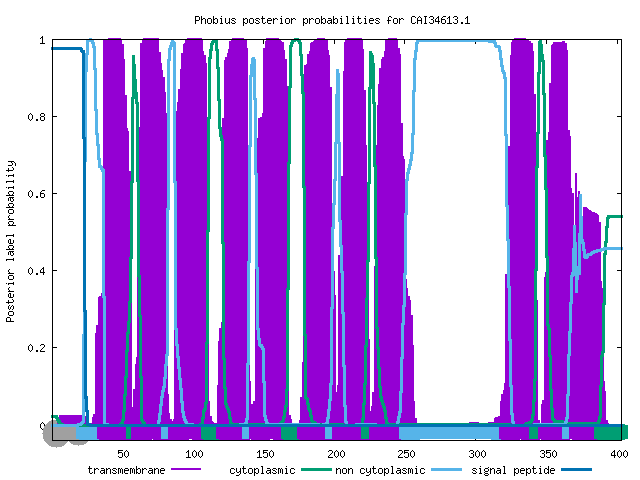 Phobius posterior probabilities for CAI34613.1
Posterior label probability
1
0.8
0.6
0.4
0.2
0
50 100 150 200 250 300 350 400
transmembrane cytoplasmic non cytoplasmic signal peptide